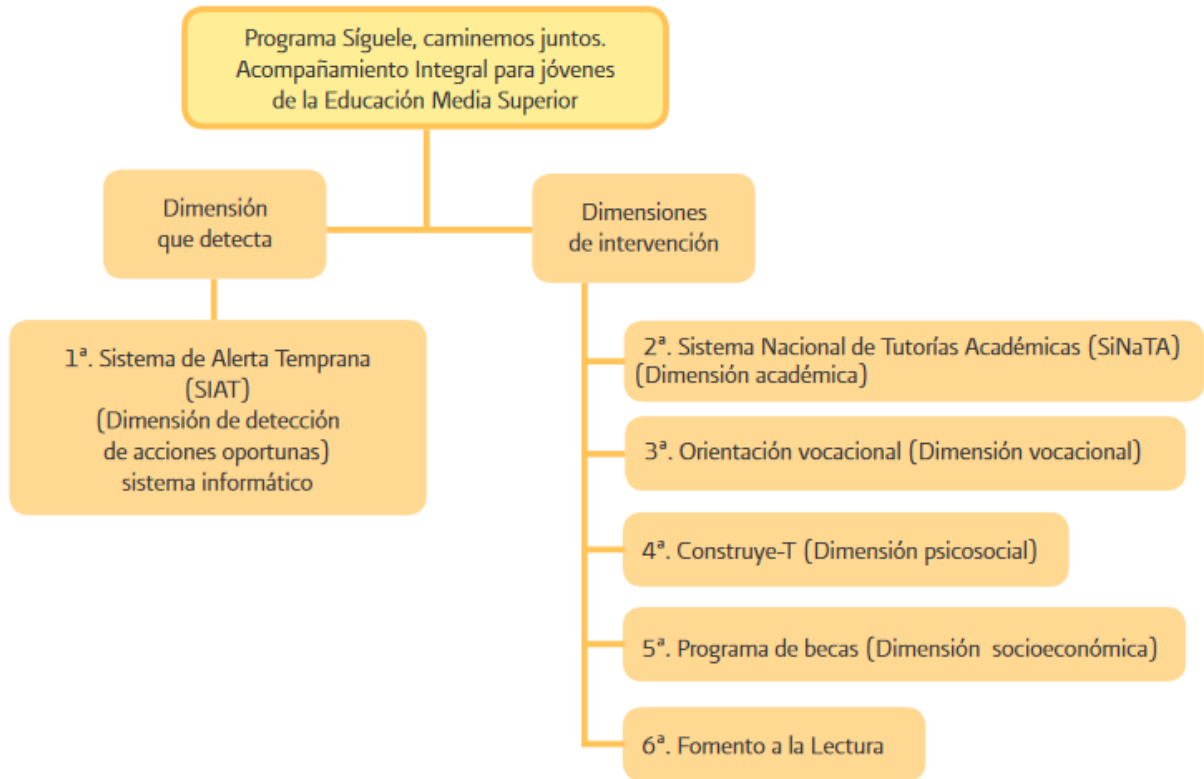 Programa Síguele, caminemos juntos.
Acompañamiento Integral para jóvenes
de la Educación Media Superior
Dimensión
que detecta
Dimensiones
de intervención
1ª. Sistema de Alerta Temprana
(SIAT)
(Dimensión de detección
de acciones oportunas)
sistema informático
2ª. Sistema Nacional de Tutorías Académicas (SiNaTA)
(Dimensión académica)
3ª. Orientación vocacional (Dimensión vocacional)
4ª. Construye-T (Dimensión psicosocial)
5ª. Programa de becas (Dimensión socioeconómica)
6ª. Fomento a la Lectura